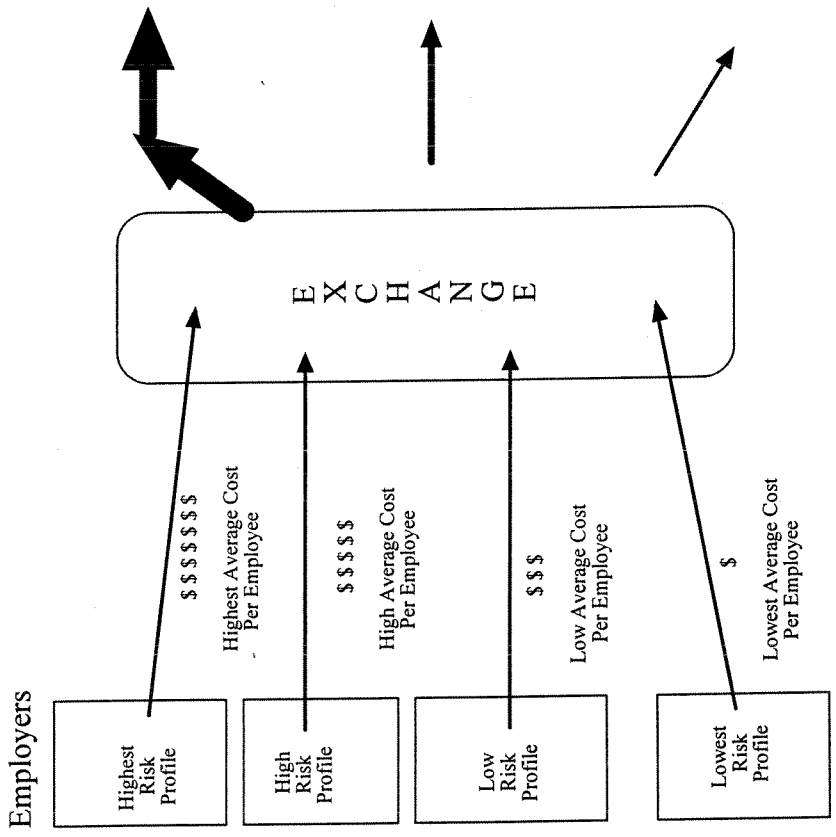 Employers
Highest
Risk
Profile
$ $ $ $ $ $ $
Highest Average Cost
Per Employee
High
Risk
Profile
$ $ $ $ $
High Average Cost
Per Employee
Low
Risk
Profile
$ $ $
Low Average Cost
Per Employee
Lowest
Risk
Profile
$
Lowest Average Cost
Per Employee
E
X
C
H
A
N
G
E